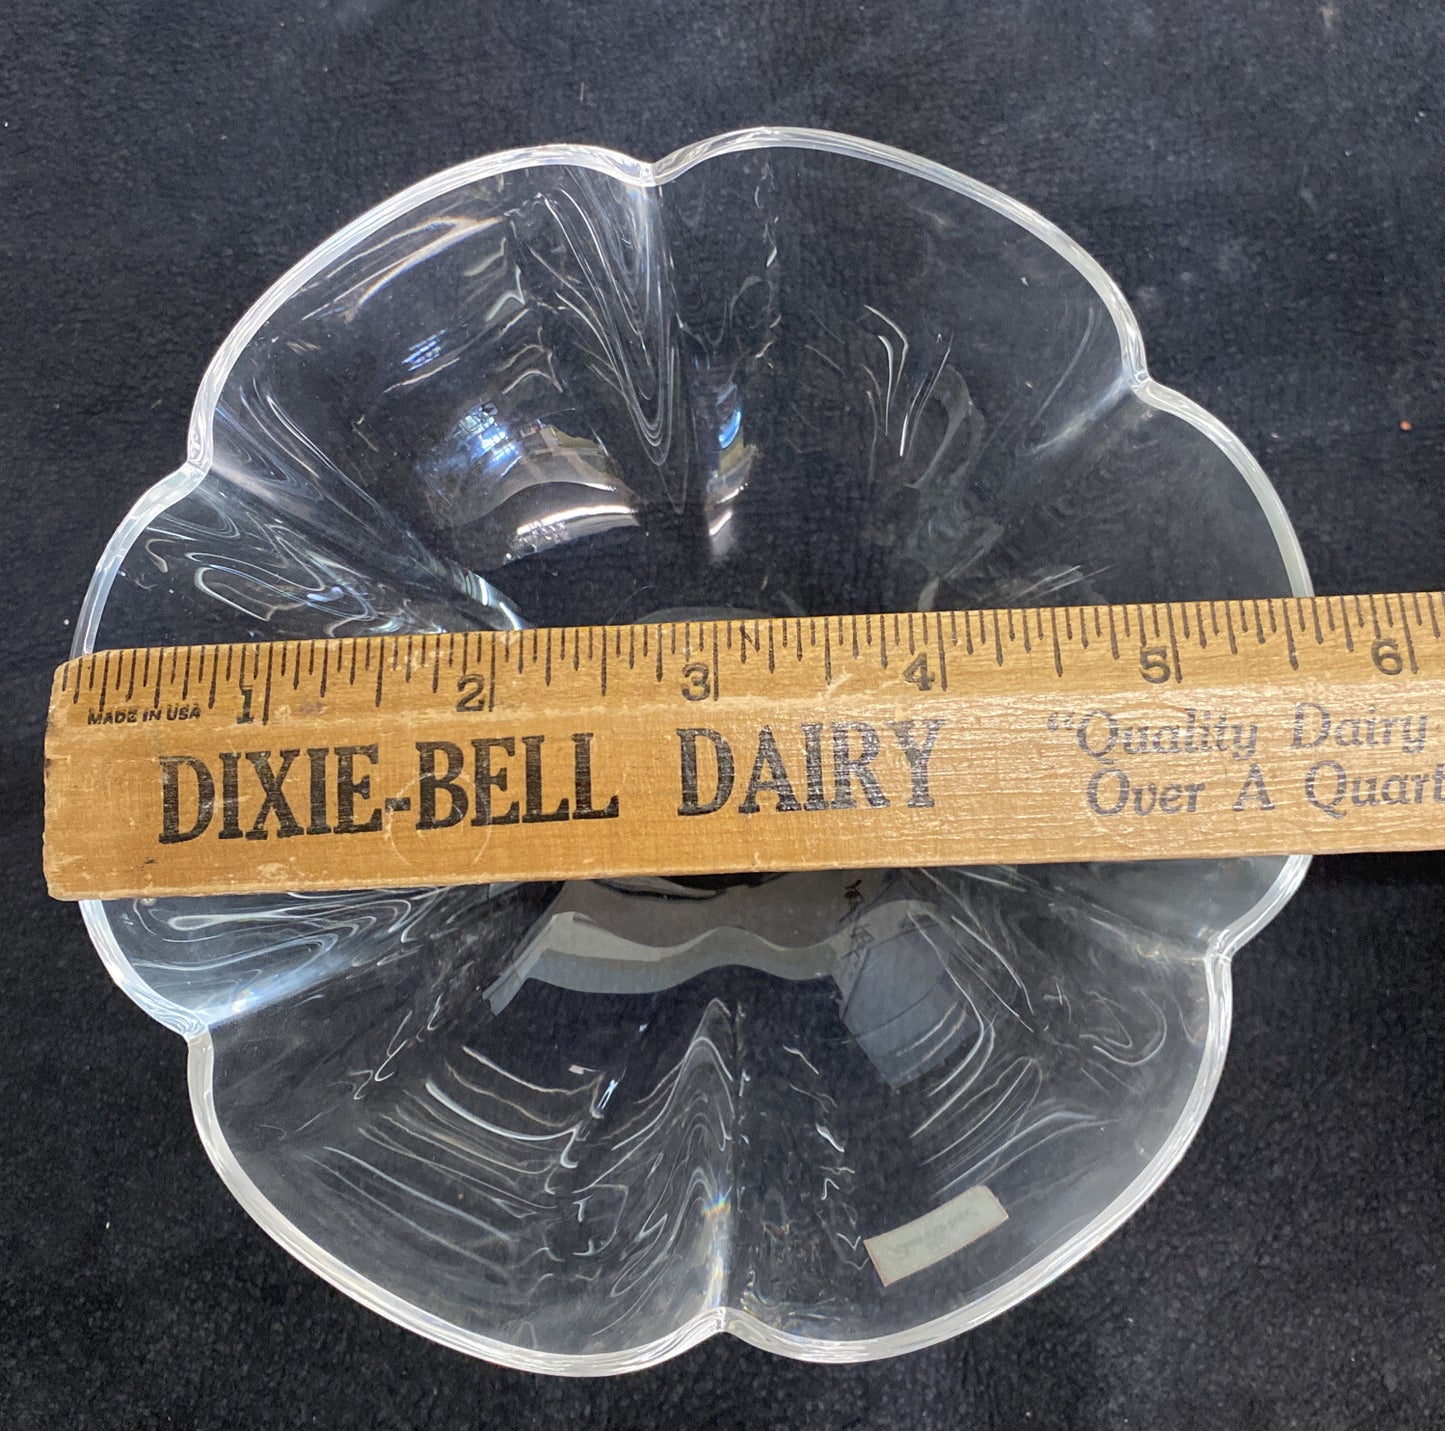 1 2 3 4 5 6
MADE IN USA
DIXIE-BELL DAIRY
"Quality Dairy
Over A Quart